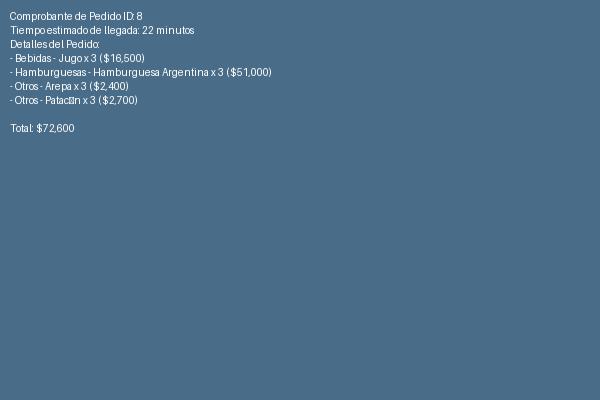 Comprobante de Pedido ID: 8
Tiempo estimado de llegada: 22 minutos
Detalles del Pedido:
- Bebidas - Jugo x 3 ($16,500)
- Hamburguesas - Hamburguesa Argentina x 3 ($51,000)
- Otros - Arepa x 3 ($2,400)
- Otros - Patac▯n x 3 ($2,700)
Total: $72,600